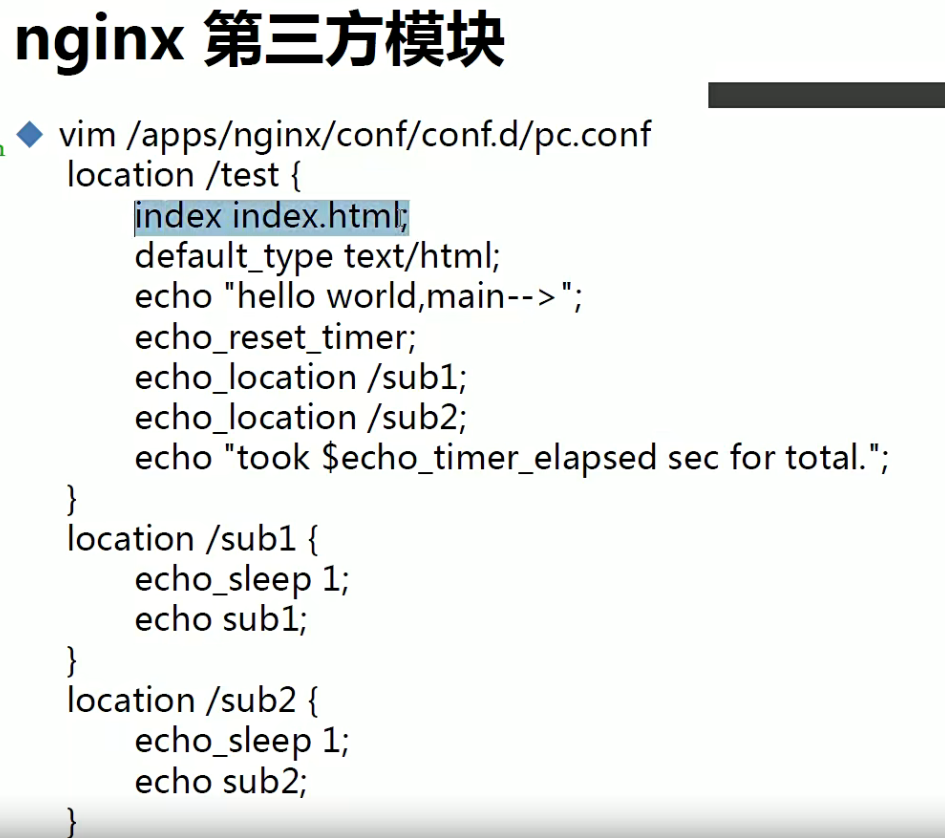 nginx 第三方模块
n
vim /apps/nginx/conf/conf.d/pc.conf
location /test {
index index.html;
default_type text/html;
echo "hello world,main-->";
echo_reset_timer;
echo_location /sub1;
echo_location /sub2;
echo "took $echo_timer_elapsed sec for total.";
}
location /sub1 {
echo_sleep 1;
echo sub1;
}
location /sub2 {
echo_sleep 1;
echo sub2;
}